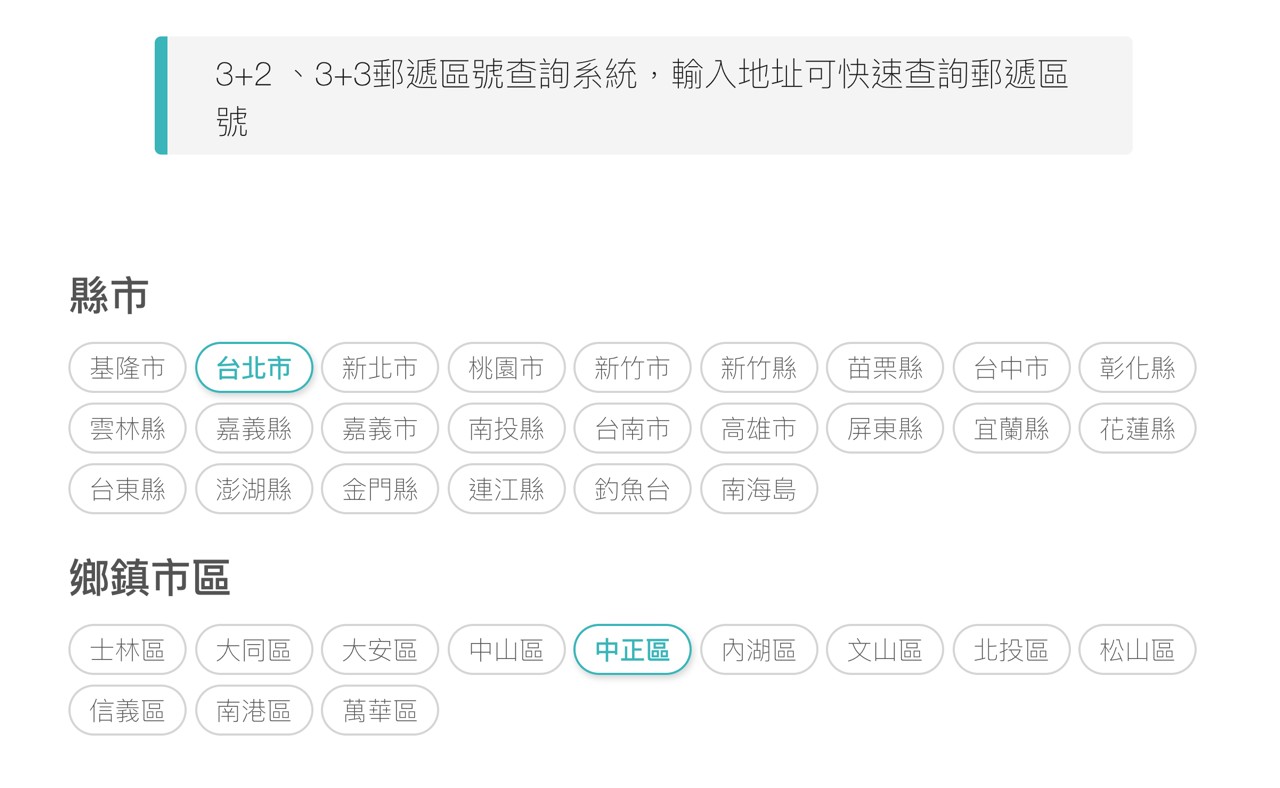 3+2 、3+3郵遞區號查詢系統，輸入地址可快速查詢郵遞區
號
縣市
基隆市 台北市 新北市 桃園市 新竹市 新竹縣 苗栗縣 台中市 彰化縣
雲林縣 嘉義縣 嘉義市 南投縣 台南市 高雄市 屏東縣 宜蘭縣 花蓮縣
台東縣 澎湖縣 金門縣 連江縣 釣魚台 南海島
鄉鎮市區
士林區 大同區 大安區 中山區 中正區 內湖區 文山區 北投區 松山區
信義區 南港區 萬華區